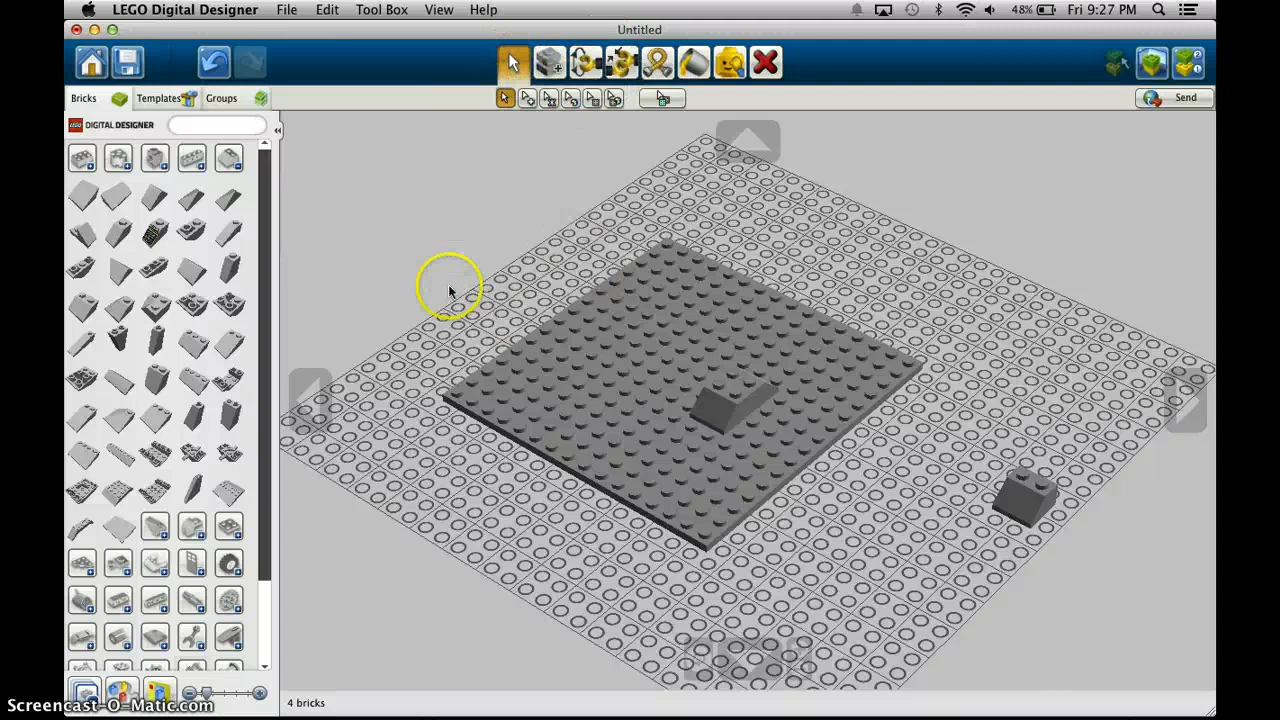 LEGO Digital Designer File Edit Tool Box View Help 48% Fri 9:27 PM
Untitled
Bricks Templates Groups Send
LEGO DIGITAL DESIGNER
4 bricks
Screencast-O-Matic.com